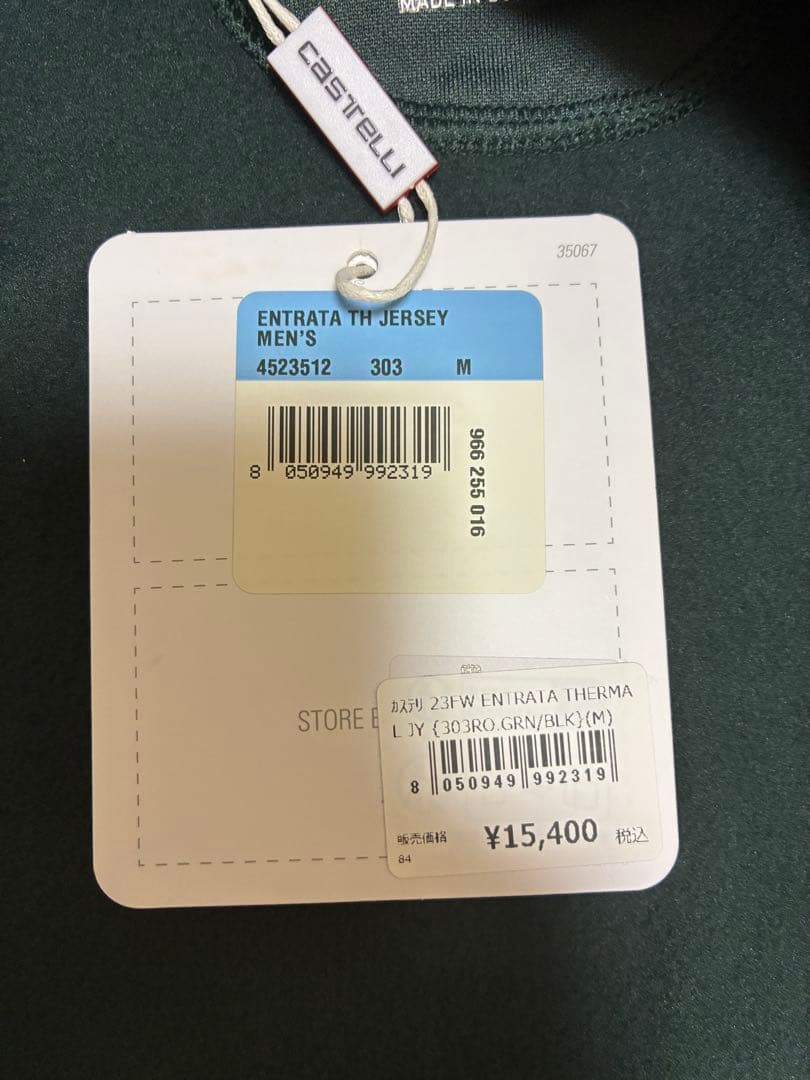 MADE IN
CASTELLI
35067
ENTRATA TH JERSEY
MEN'S
4523512 303 M
8 050949 992319
966 255 016
STORE
カステリ 23FW ENTRATA THERMA
L JY {303RO.GRN/BLK}(M)
8 050949 992319
販売価格 ¥15,400 税込
84